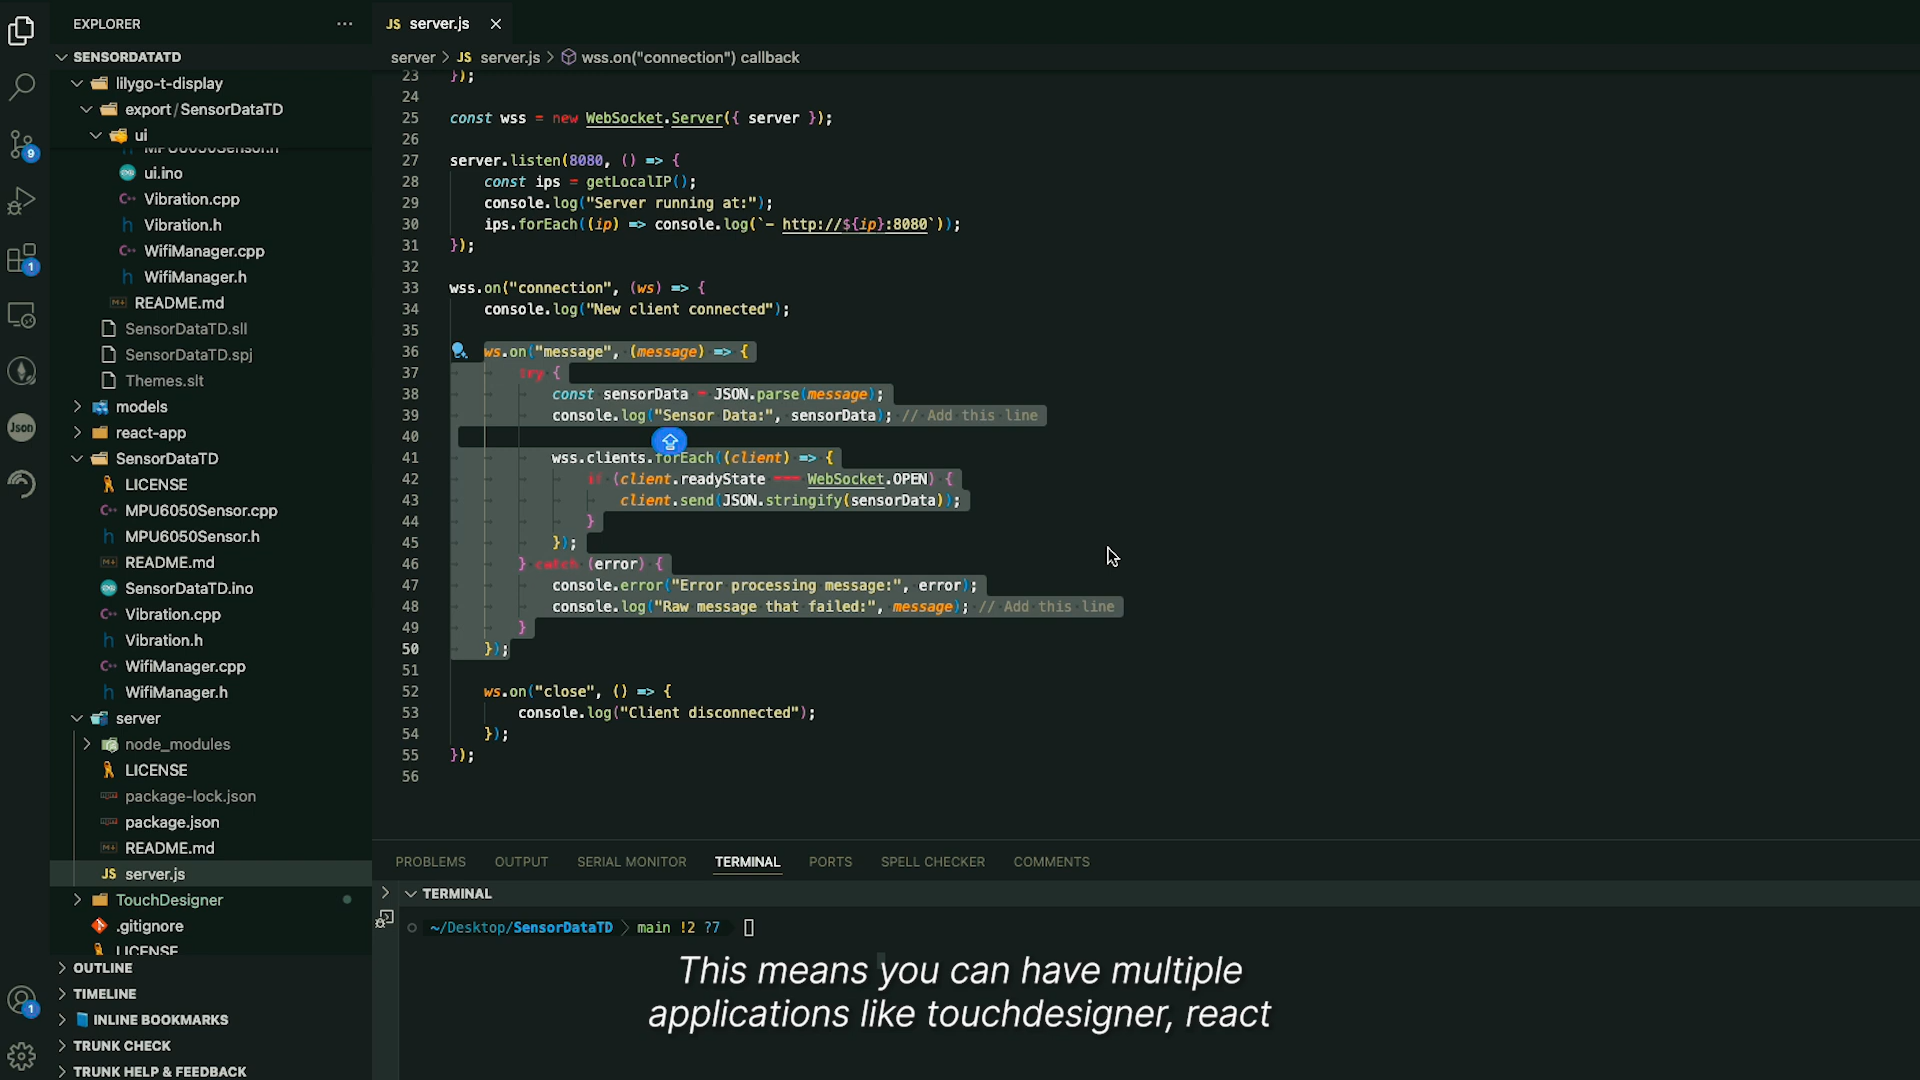 EXPLORER
SENSORDATATD
lilygo-t-display
export / SensorDataTD
ui
MPU6050Sensor.h
ui.ino
Vibration.cpp
Vibration.h
WifiManager.cpp
WifiManager.h
README.md
SensorDataTD.sll
SensorDataTD.spj
Themes.slt
models
react-app
SensorDataTD
LICENSE
MPU6050Sensor.cpp
MPU6050Sensor.h
README.md
SensorDataTD.ino
Vibration.cpp
Vibration.h
WifiManager.cpp
WifiManager.h
server
node_modules
LICENSE
package-lock.json
package.json
README.md
JS server.js
TouchDesigner
.gitignore
LICENSE
OUTLINE
TIMELINE
INLINE BOOKMARKS
TRUNK CHECK
TRUNK HELP & FEEDBACK
9
1
Json
1
JS server.js
server > JS server.js > wss.on("connection") callback
23 });
24
25 const wss = new WebSocket.Server({ server });
26
27 server.listen(8080, () => {
28 const ips = getLocalIP();
29 console.log("Server running at:");
30 ips.forEach((ip) => console.log(`- http://${ip}:8080`));
31 });
32
33 wss.on("connection", (ws) => {
34 console.log("New client connected");
35
36 ws.on("message", (message) => {
37 try {
38 const sensorData = JSON.parse(message);
39 console.log("Sensor Data:", sensorData); // Add this line
40
41 wss.clients.forEach((client) => {
42 if (client.readyState === WebSocket.OPEN) {
43 client.send(JSON.stringify(sensorData));
44 }
45 });
46 } catch (error) {
47 console.error("Error processing message:", error);
48 console.log("Raw message that failed:", message); // Add this line
49 }
50 });
51
52 ws.on("close", () => {
53 console.log("Client disconnected");
54 });
55 });
56
PROBLEMS OUTPUT SERIAL MONITOR TERMINAL PORTS SPELL CHECKER COMMENTS
TERMINAL
~/Desktop/SensorDataTD > main !2 ?7
This means you can have multiple
applications like touchdesigner, react